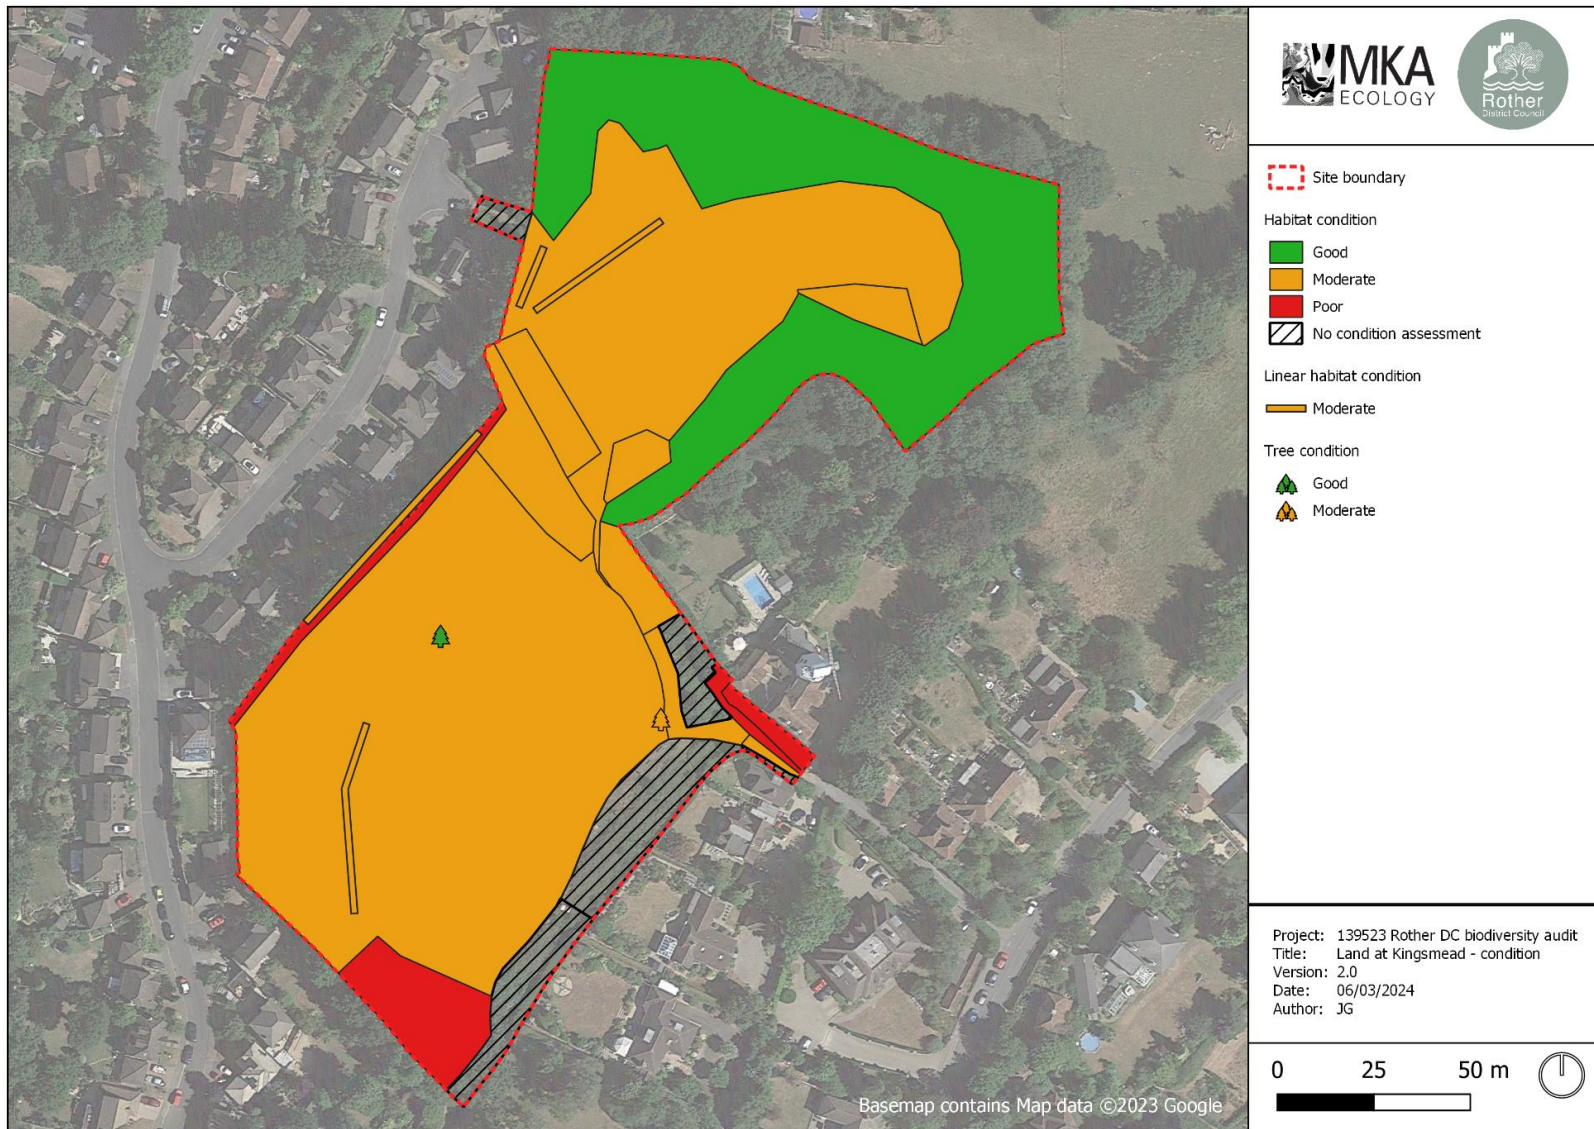 MKA
ECOLOGY
Rother
District Council
Site boundary
Habitat condition
Good
Moderate
Poor
No condition assessment
Linear habitat condition
Moderate
Tree condition
Good
Moderate
Project: 139523 Rother DC biodiversity audit
Title: Land at Kingsmead - condition
Version: 2.0
Date: 06/03/2024
Author: JG
0 25 50 m
Basemap contains Map data ©2023 Google